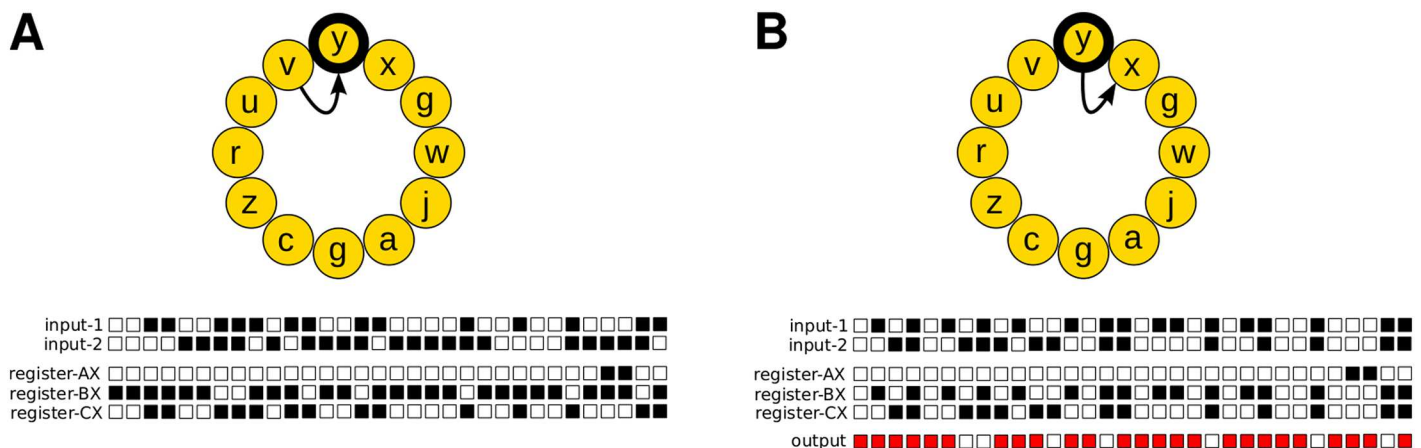 A
y
v
x
u
g
r
w
z
j
c
a
g
input-1
input-2
register-AX
register-BX
register-CX
B
y
v
x
u
g
r
w
z
j
c
a
g
input-1
input-2
register-AX
register-BX
register-CX
output